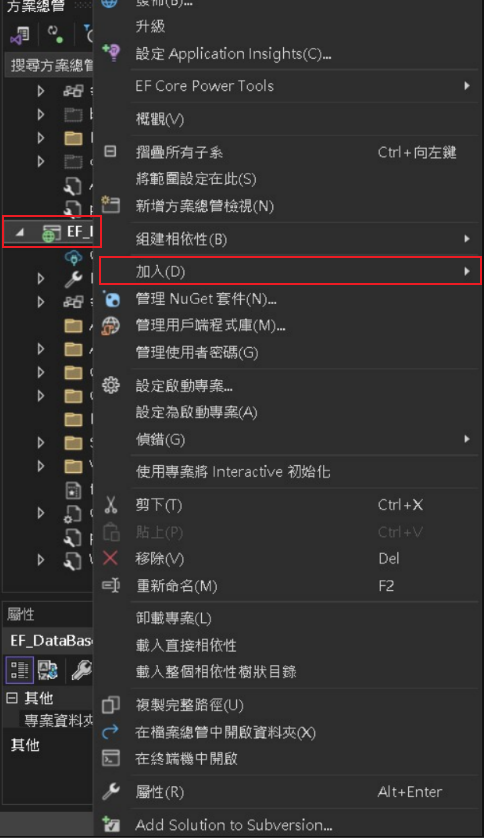 方案總管
發佈(B)...
升級
設定 Application Insights(C)...
搜尋方案總管
EF Core Power Tools
概觀(V)
摺疊所有子系 Ctrl+向左鍵
將範圍設定在此(S)
新增方案總管檢視(N)
EF_
組建相依性(B)
加入(D)
管理 NuGet 套件(N)...
管理用戶端程式庫(M)...
管理使用者密碼(G)
設定啟動專案...
設定為啟動專案(A)
偵錯(G)
使用專案將 Interactive 初始化
剪下(T) Ctrl+X
貼上(P) Ctrl+V
移除(V) Del
重新命名(M) F2
屬性
卸載專案(L)
EF_DataBas
載入直接相依性
載入整個相依性樹狀目錄
其他
複製完整路徑(U)
專案資料夾
在檔案總管中開啟資料夾(X)
其他
在終端機中開啟
屬性(R) Alt+Enter
Add Solution to Subversion...